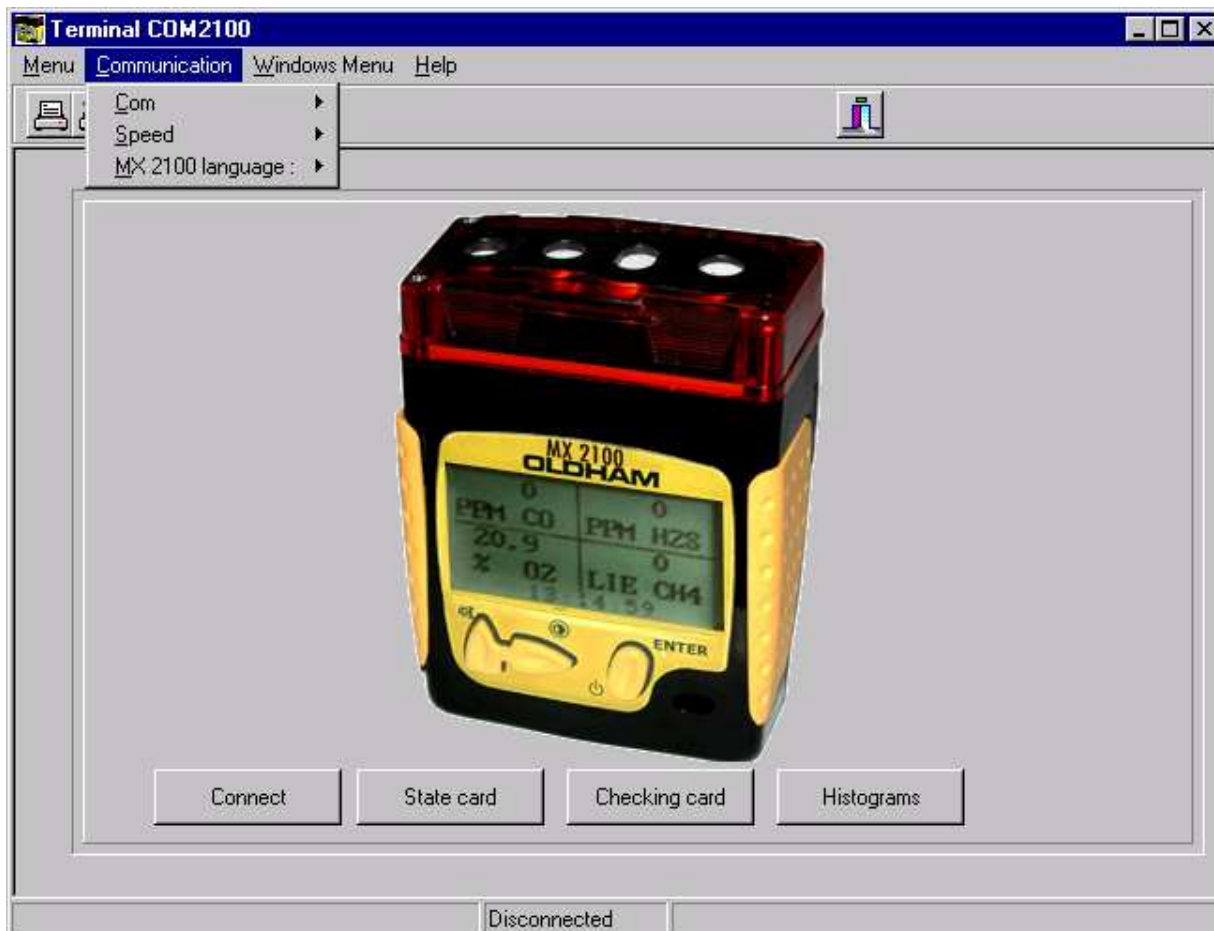 Terminal COM2100
Menu Communication Windows Menu Help
Com
Speed
MX 2100 language :
MX 2100
OLDHAM
0 0
PPM CO PPM H2S
20.9 0
% O2 LIE CH4
ENTER
Connect State card Checking card Histograms
Disconnected